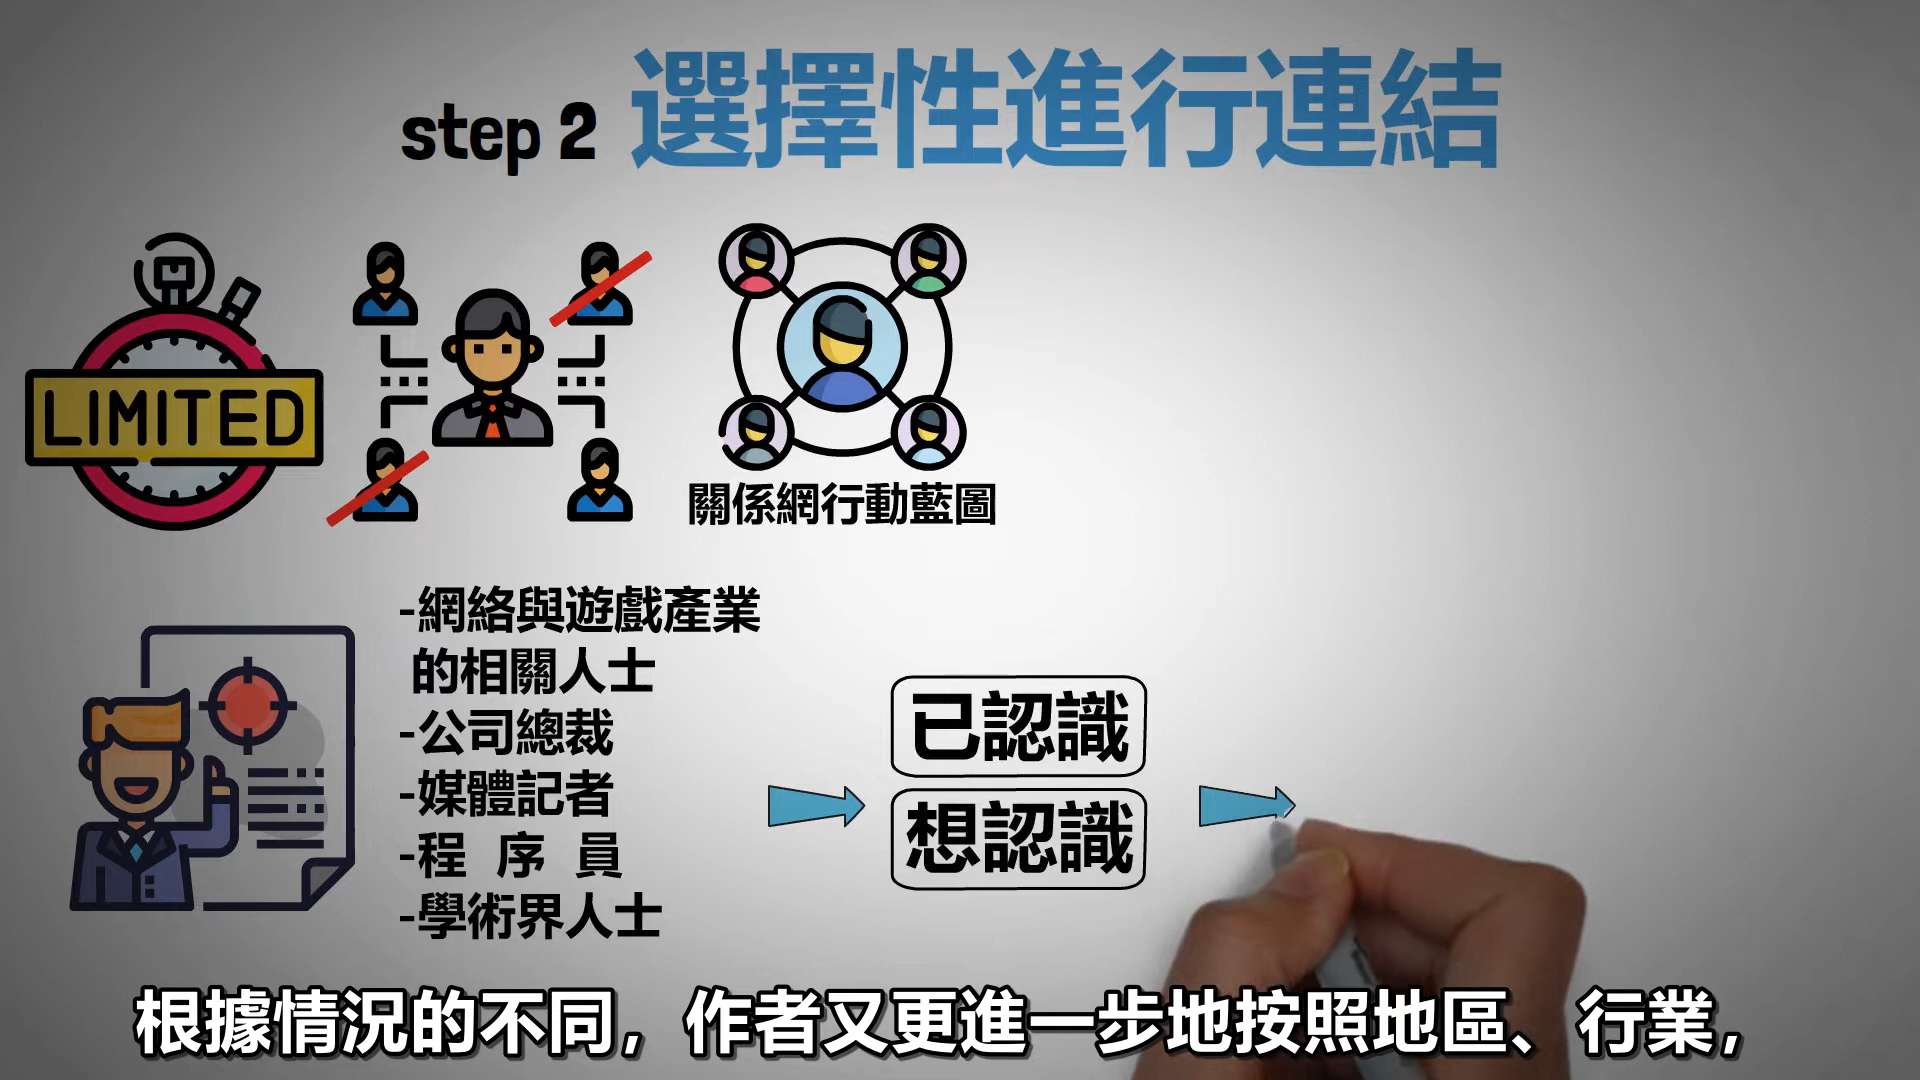 step 2 選擇性進行連結
LIMITED
關係網行動藍圖
-網絡與遊戲產業
的相關人士
-公司總裁
-媒體記者
-程 序 員
-學術界人士
已認識
想認識
根據情況的不同，作者又更進一步地按照地區、行業，